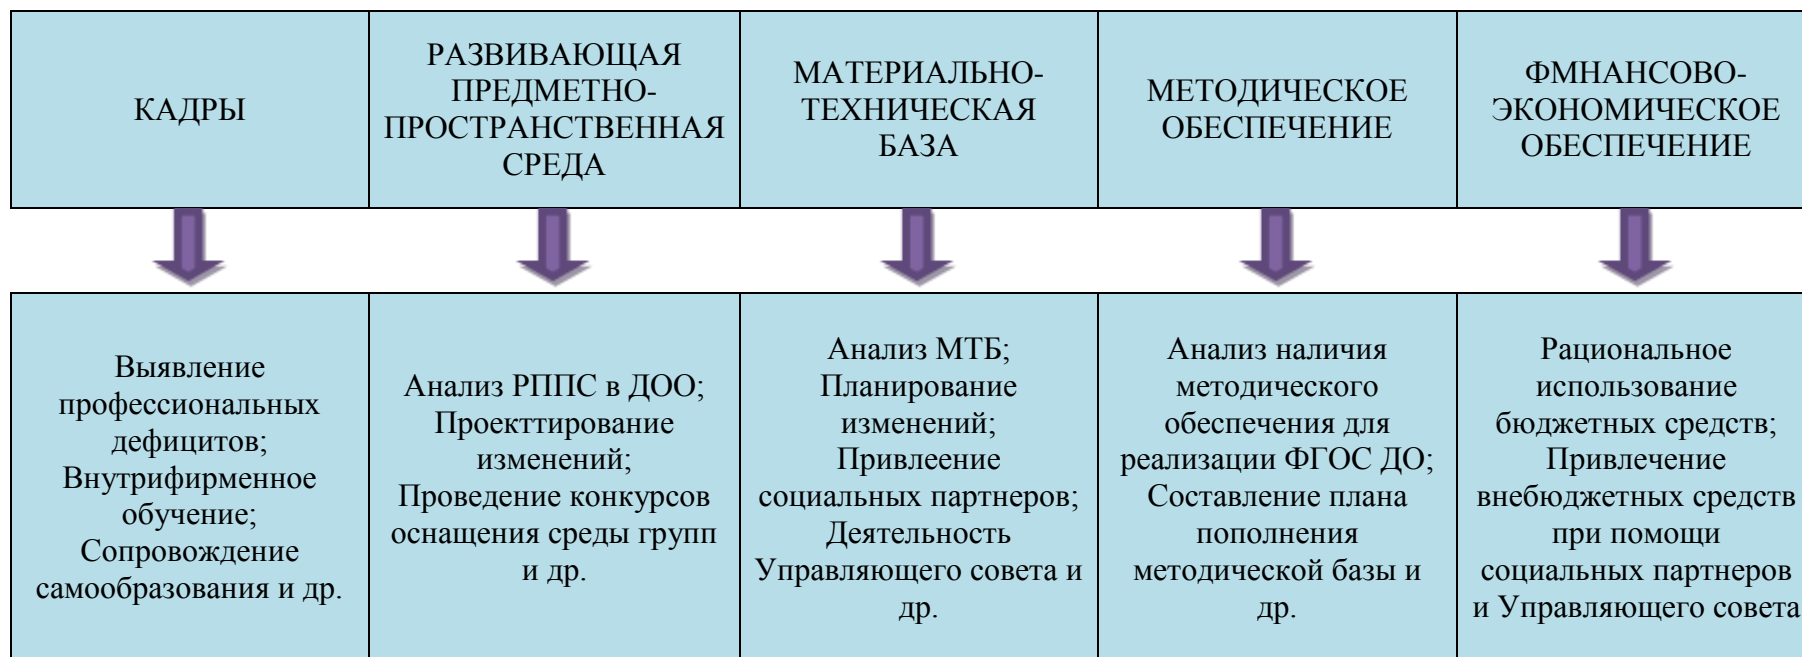 КАДРЫ
РАЗВИВАЮЩАЯ
ПРЕДМЕТНО-
ПРОСТРАНСТВЕННАЯ
СРЕДА
МАТЕРИАЛЬНО-
ТЕХНИЧЕСКАЯ
БАЗА
МЕТОДИЧЕСКОЕ
ОБЕСПЕЧЕНИЕ
ФМНАНСОВО-
ЭКОНОМИЧЕСКОЕ
ОБЕСПЕЧЕНИЕ
Выявление
профессиональных
дефицитов;
Внутрифирменное
обучение;
Сопровождение
самообразования и др.
Анализ РППС в ДОО;
Проекттирование
изменений;
Проведение конкурсов
оснащения среды групп
и др.
Анализ МТБ;
Планирование
изменений;
Привлеение
социальных партнеров;
Деятельность
Управляющего совета и
др.
Анализ наличия
методического
обеспечения для
реализации ФГОС ДО;
Составление плана
пополнения
методической базы и
др.
Рациональное
использование
бюджетных средств;
Привлечение
внебюджетных средств
при помощи
социальных партнеров
и Управляющего совета